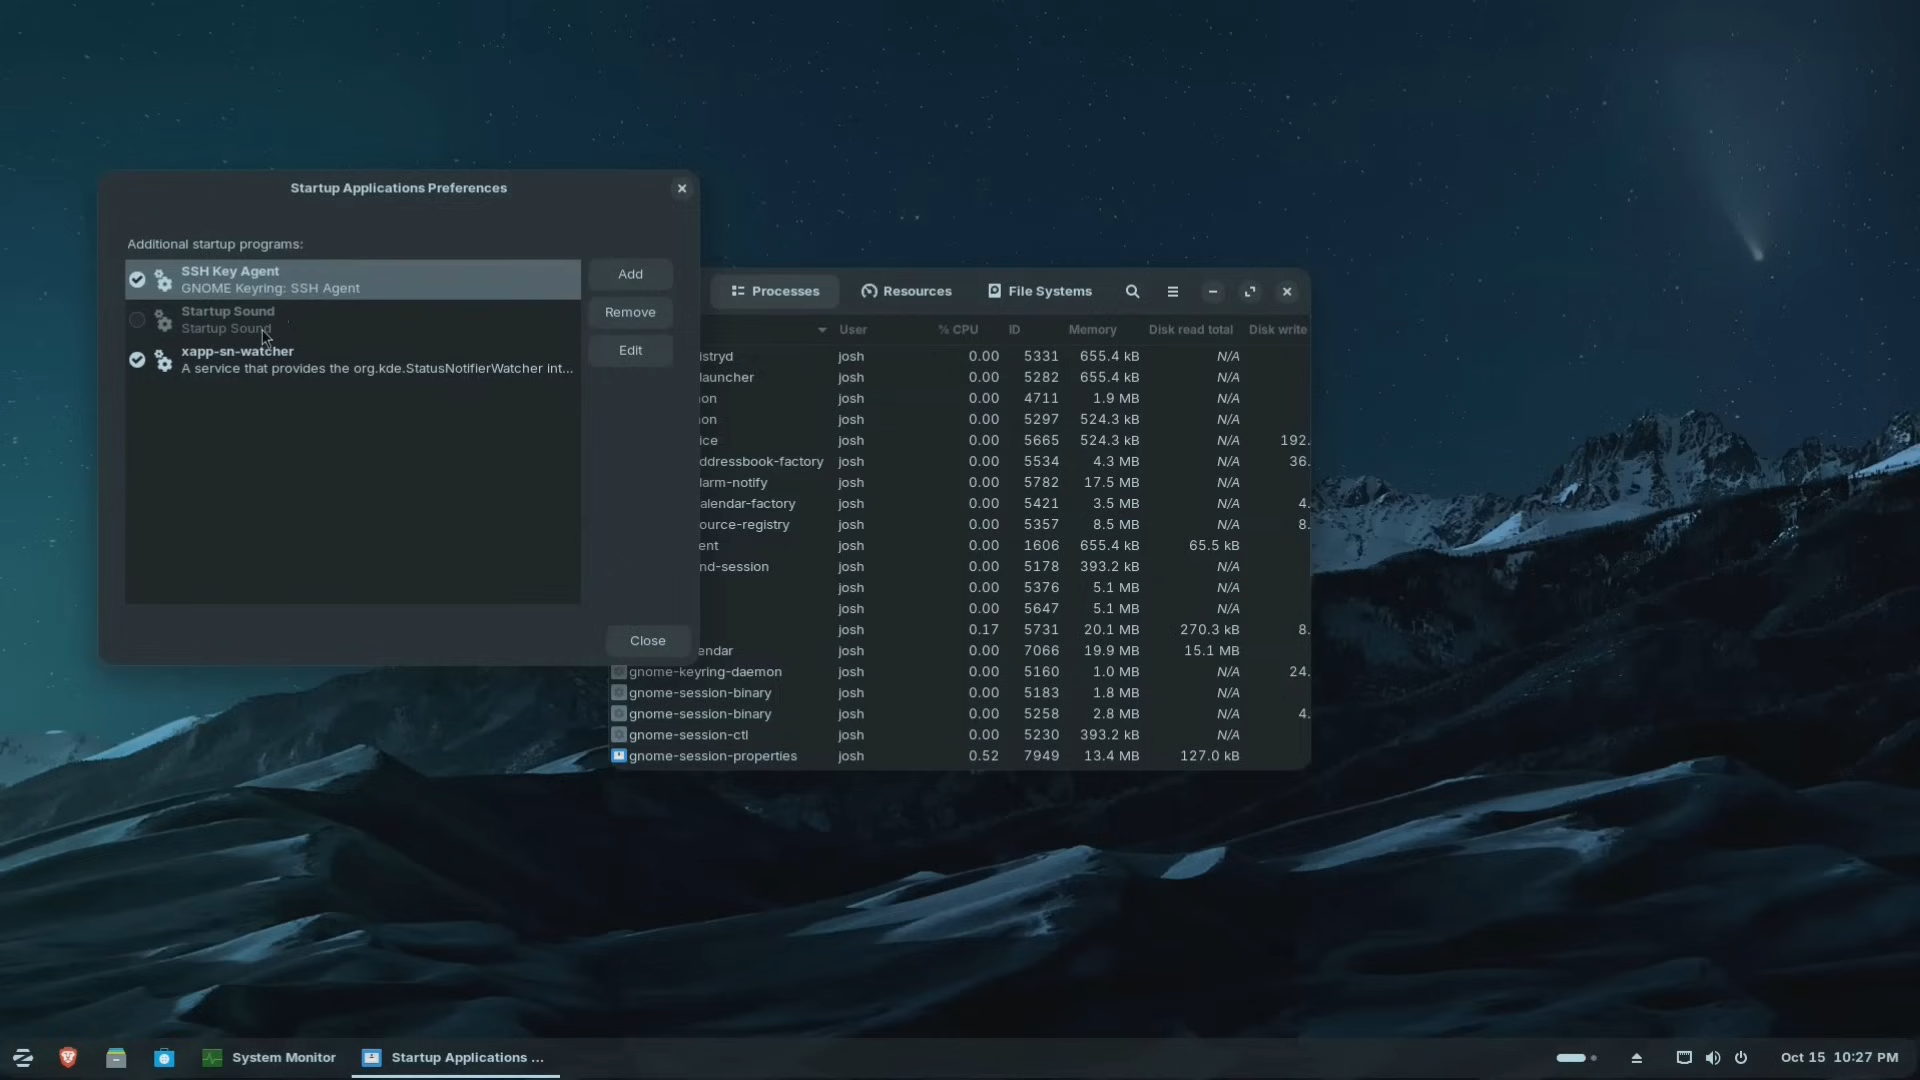 Startup Applications Preferences
Additional startup programs:
SSH Key Agent
GNOME Keyring: SSH Agent
Startup Sound
Startup Sound
xapp-sn-watcher
A service that provides the org.kde.StatusNotifierWatcher int...
Add
Remove
Edit
Close
Processes
Resources
File Systems
User % CPU ID Memory Disk read total Disk write
istryd josh 0.00 5331 655.4 kB N/A
launcher josh 0.00 5282 655.4 kB N/A
on josh 0.00 4711 1.9 MB N/A
on josh 0.00 5297 524.3 kB N/A
ice josh 0.00 5665 524.3 kB N/A 192.
ddressbook-factory josh 0.00 5534 4.3 MB N/A 36.
larm-notify josh 0.00 5782 17.5 MB N/A
alendar-factory josh 0.00 5421 3.5 MB N/A 4.
ource-registry josh 0.00 5357 8.5 MB N/A 8.
ent josh 0.00 1606 655.4 kB 65.5 kB
nd-session josh 0.00 5178 393.2 kB N/A
josh 0.00 5376 5.1 MB N/A
josh 0.00 5647 5.1 MB N/A
josh 0.17 5731 20.1 MB 270.3 kB 8.
endar josh 0.00 7066 19.9 MB 15.1 MB
gnome-keyring-daemon josh 0.00 5160 1.0 MB N/A 24.
gnome-session-binary josh 0.00 5183 1.8 MB N/A
gnome-session-binary josh 0.00 5258 2.8 MB N/A 4.
gnome-session-ctl josh 0.00 5230 393.2 kB N/A
gnome-session-properties josh 0.52 7949 13.4 MB 127.0 kB
System Monitor
Startup Applications ...
Oct 15 10:27 PM